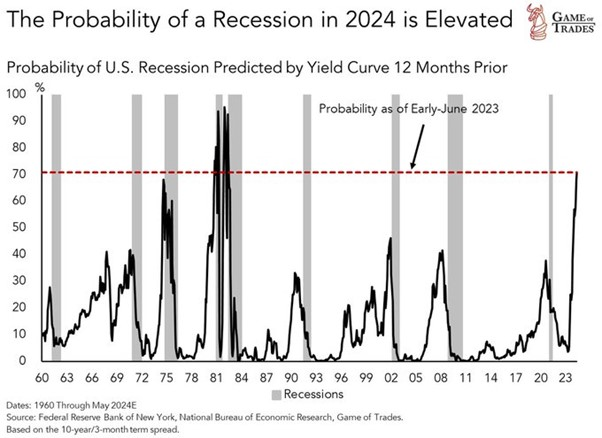 The Probability of a Recession in 2024 is Elevated
GAME OF
TRADES
Probability of U.S. Recession Predicted by Yield Curve 12 Months Prior
%
Probability as of Early-June 2023
100
90
80
70
60
50
40
30
20
10
0
60 63 66 69 72 75 78 81 84 87 90 93 96 99 02 05 08 11 14 17 20 23
Recessions
Dates: 1960 Through May 2024E
Source: Federal Reserve Bank of New York, National Bureau of Economic Research, Game of Trades.
Based on the 10-year/3-month term spread.